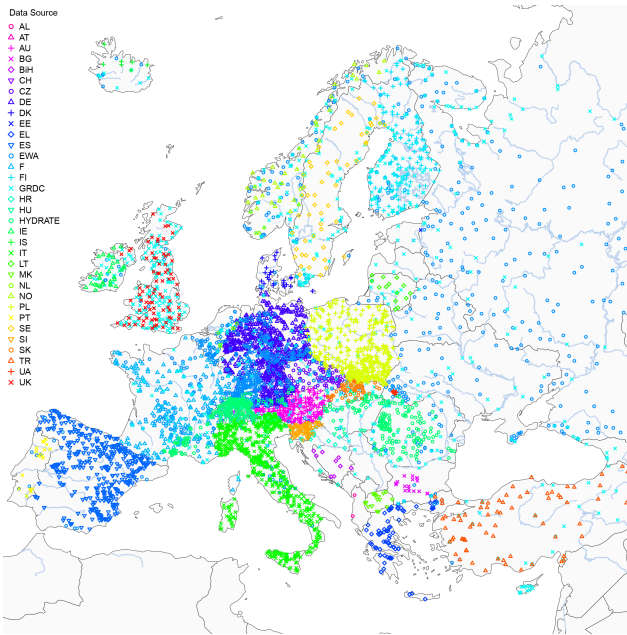 Data Source
AL
AT
AU
BG
BiH
CH
CZ
DE
DK
EE
EL
ES
EWA
F
FI
GRDC
HR
HU
HYDRATE
IE
IS
IT
LT
MK
NL
NO
PL
PT
SE
SI
SK
TR
UA
UK